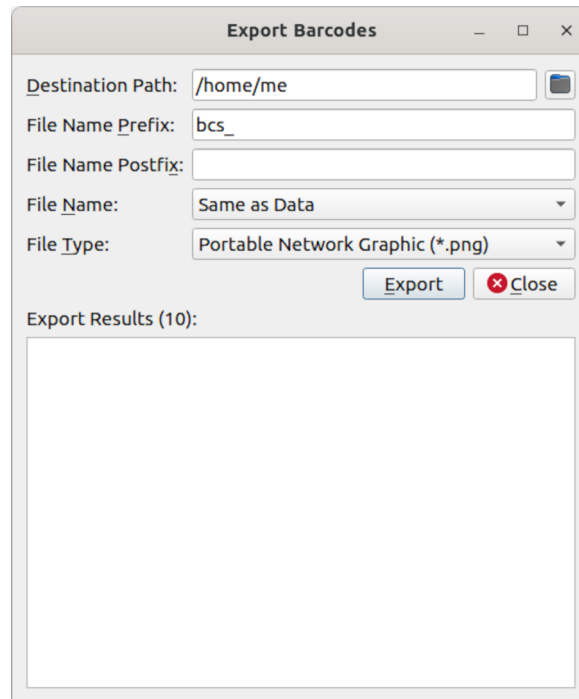 Export Barcodes
Destination Path: /home/me
File Name Prefix: bcs_
File Name Postfix:
File Name: Same as Data
File Type: Portable Network Graphic (*.png)
Export Close
Export Results (10):